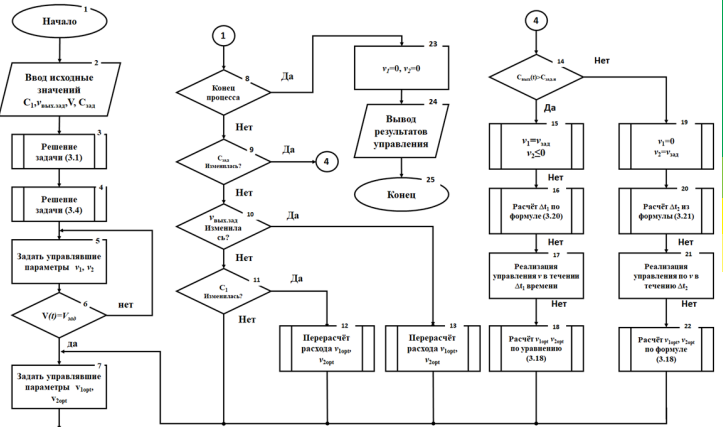 1
Начало
2
Ввод исходные
значений
C₁,vвых.зад,V, Cзад
3
Решение
задачи (3.1)
4
Решение
задачи (3.4)
5
Задать управлявшие
параметры v₁, v₂
6
V(t)=Vзад
нет
да
7
Задать управлявшие
параметры v1opt,
v2opt
1
8
Конец
процесса
Да
Нет
9
Cзад
Изменилась?
Да
4
Нет
10
vвых.зад
Изменила
сь?
Да
Нет
11
C₁
Изменилась?
Да
Нет
12
Перерасчёт
расхода v1opt,
v2opt
13
Перерасчёт
расхода v1opt,
v2opt
23
v₁=0, v₂=0
24
Вывод
результатов
управления
25
Конец
4
14
Нет
Да
15
v₁=vзад
v₂≤0
Нет
16
Расчёт Δt₁ по
формуле (3.20)
Нет
17
Реализация
управления v в течении
Δt₁ времени
Нет
18
Расчёт v1opt v2opt
по уравнению
(3.18)
19
v₁=0
v₂=vзад
20
Расчёт Δt₂ из
формулы (3.21)
Нет
21
Реализация
управления по v в
течению Δt₂
Нет
22
Расчёт v1opt, v2opt
по формуле
(3.18)